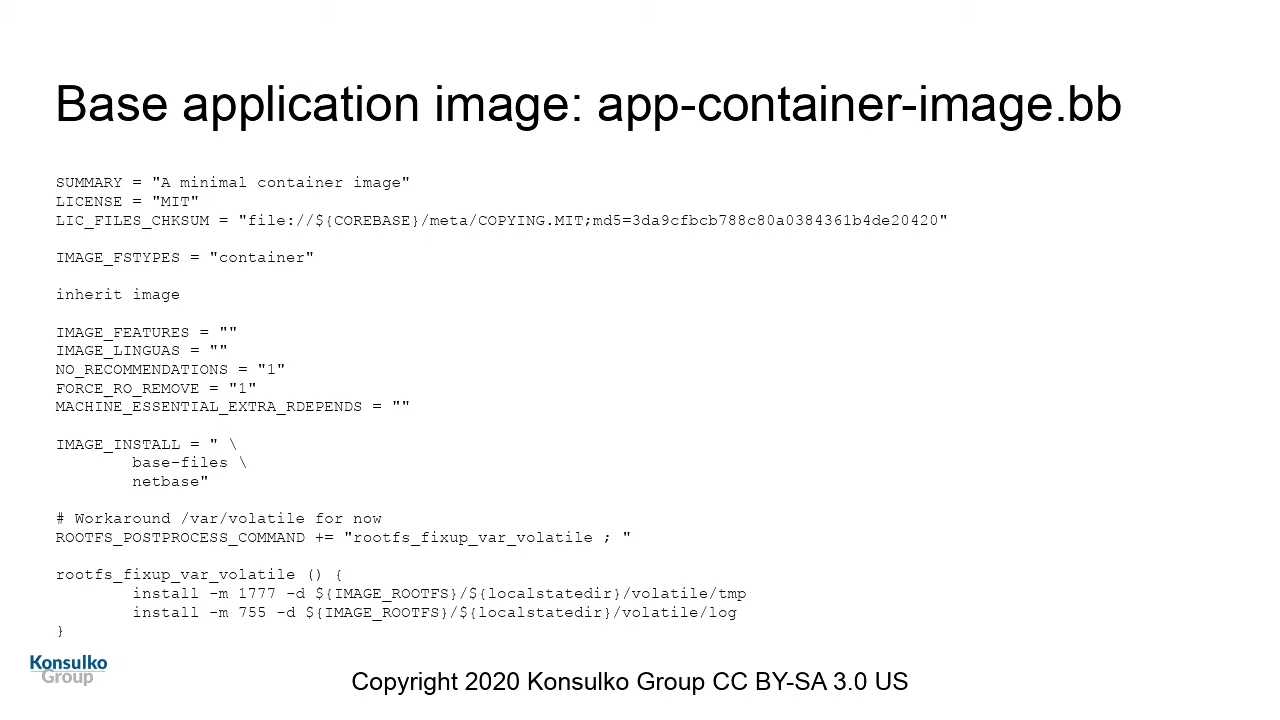 Base application image: app-container-image.bb
SUMMARY = "A minimal container image"
LICENSE = "MIT"
LIC_FILES_CHKSUM = "file://${COREBASE}/meta/COPYING.MIT;md5=3da9cfbcb788c80a0384361b4de20420"
IMAGE_FSTYPES = "container"
inherit image
IMAGE_FEATURES = ""
IMAGE_LINGUAS = ""
NO_RECOMMENDATIONS = "1"
FORCE_RO_REMOVE = "1"
MACHINE_ESSENTIAL_EXTRA_RDEPENDS = ""
IMAGE_INSTALL = " \
        base-files \
        netbase"
# Workaround /var/volatile for now
ROOTFS_POSTPROCESS_COMMAND += "rootfs_fixup_var_volatile ; "
rootfs_fixup_var_volatile () {
        install -m 1777 -d ${IMAGE_ROOTFS}/${localstatedir}/volatile/tmp
        install -m 755 -d ${IMAGE_ROOTFS}/${localstatedir}/volatile/log
}
Konsulko
Group
Copyright 2020 Konsulko Group CC BY-SA 3.0 US